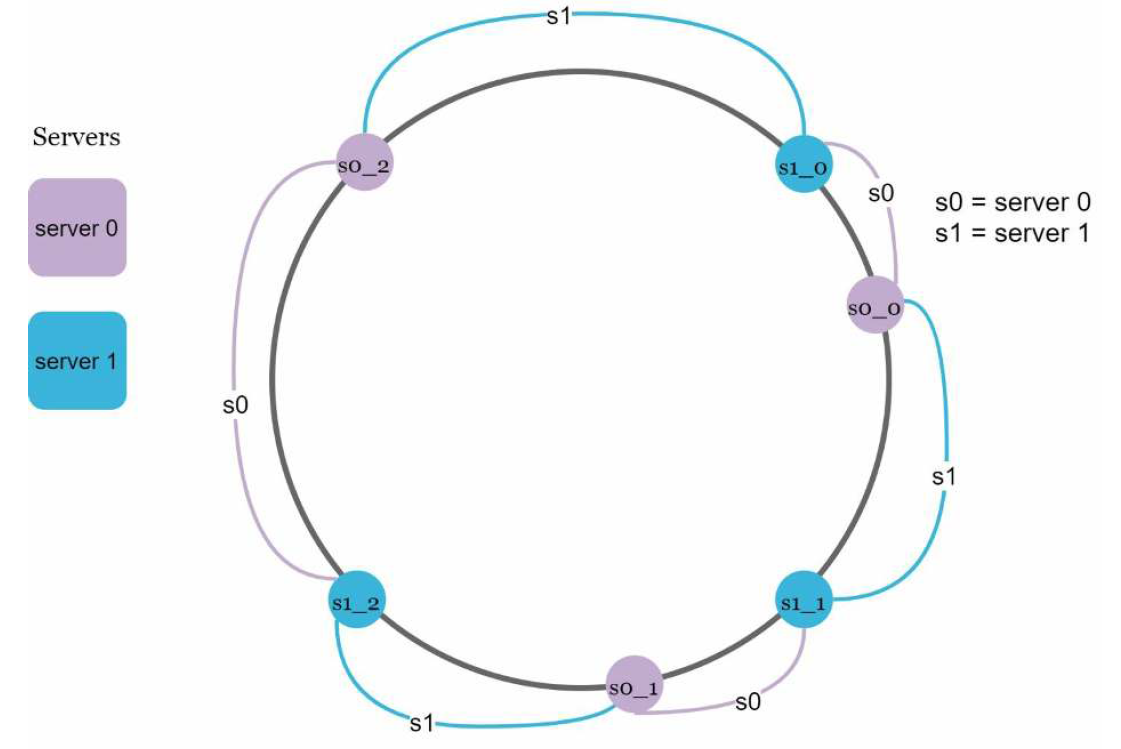 s1
Servers
s0_2
s1_0
s0
s0 = server 0
server 0
s1 = server 1
s0_0
server 1
s0
s1
s1_2
s1_1
s0_1
s0
s1